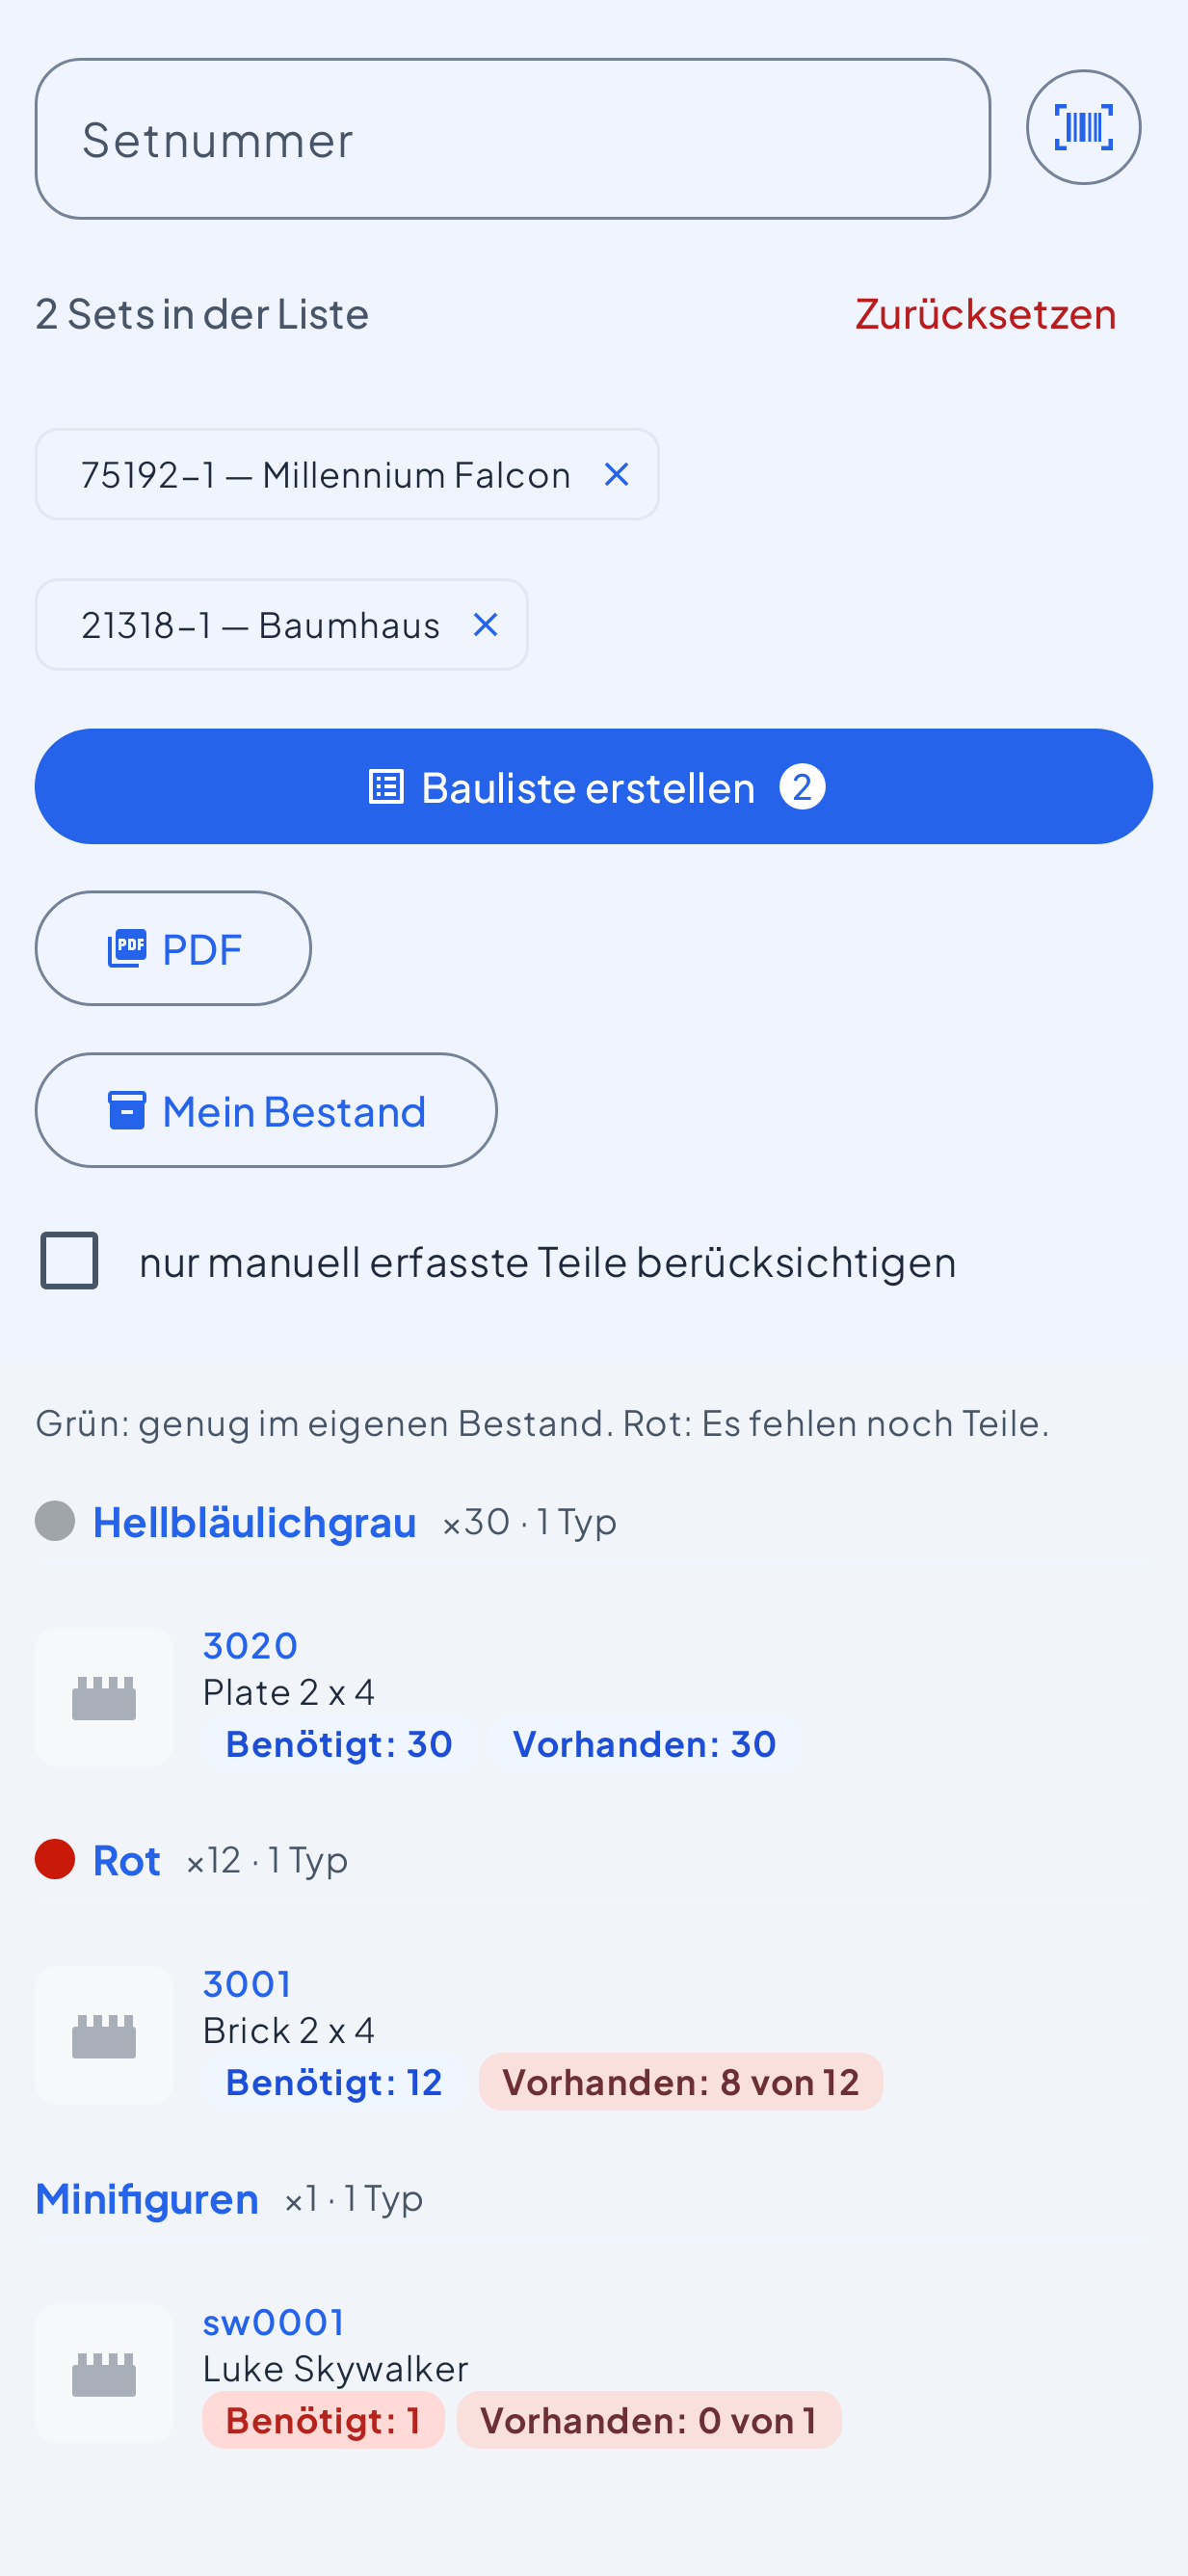 Setnummer
2 Sets in der Liste
Zurücksetzen
75192–1 — Millennium Falcon
21318–1 — Baumhaus
Bauliste erstellen 2
PDF PDF
Mein Bestand
nur manuell erfasste Teile berücksichtigen
Grün: genug im eigenen Bestand. Rot: Es fehlen noch Teile.
Hellbläulichgrau ×30 · 1 Typ
3020
Plate 2 x 4
Benötigt: 30 Vorhanden: 30
Rot ×12 · 1 Typ
3001
Brick 2 x 4
Benötigt: 12 Vorhanden: 8 von 12
Minifiguren ×1 · 1 Typ
sw0001
Luke Skywalker
Benötigt: 1 Vorhanden: 0 von 1